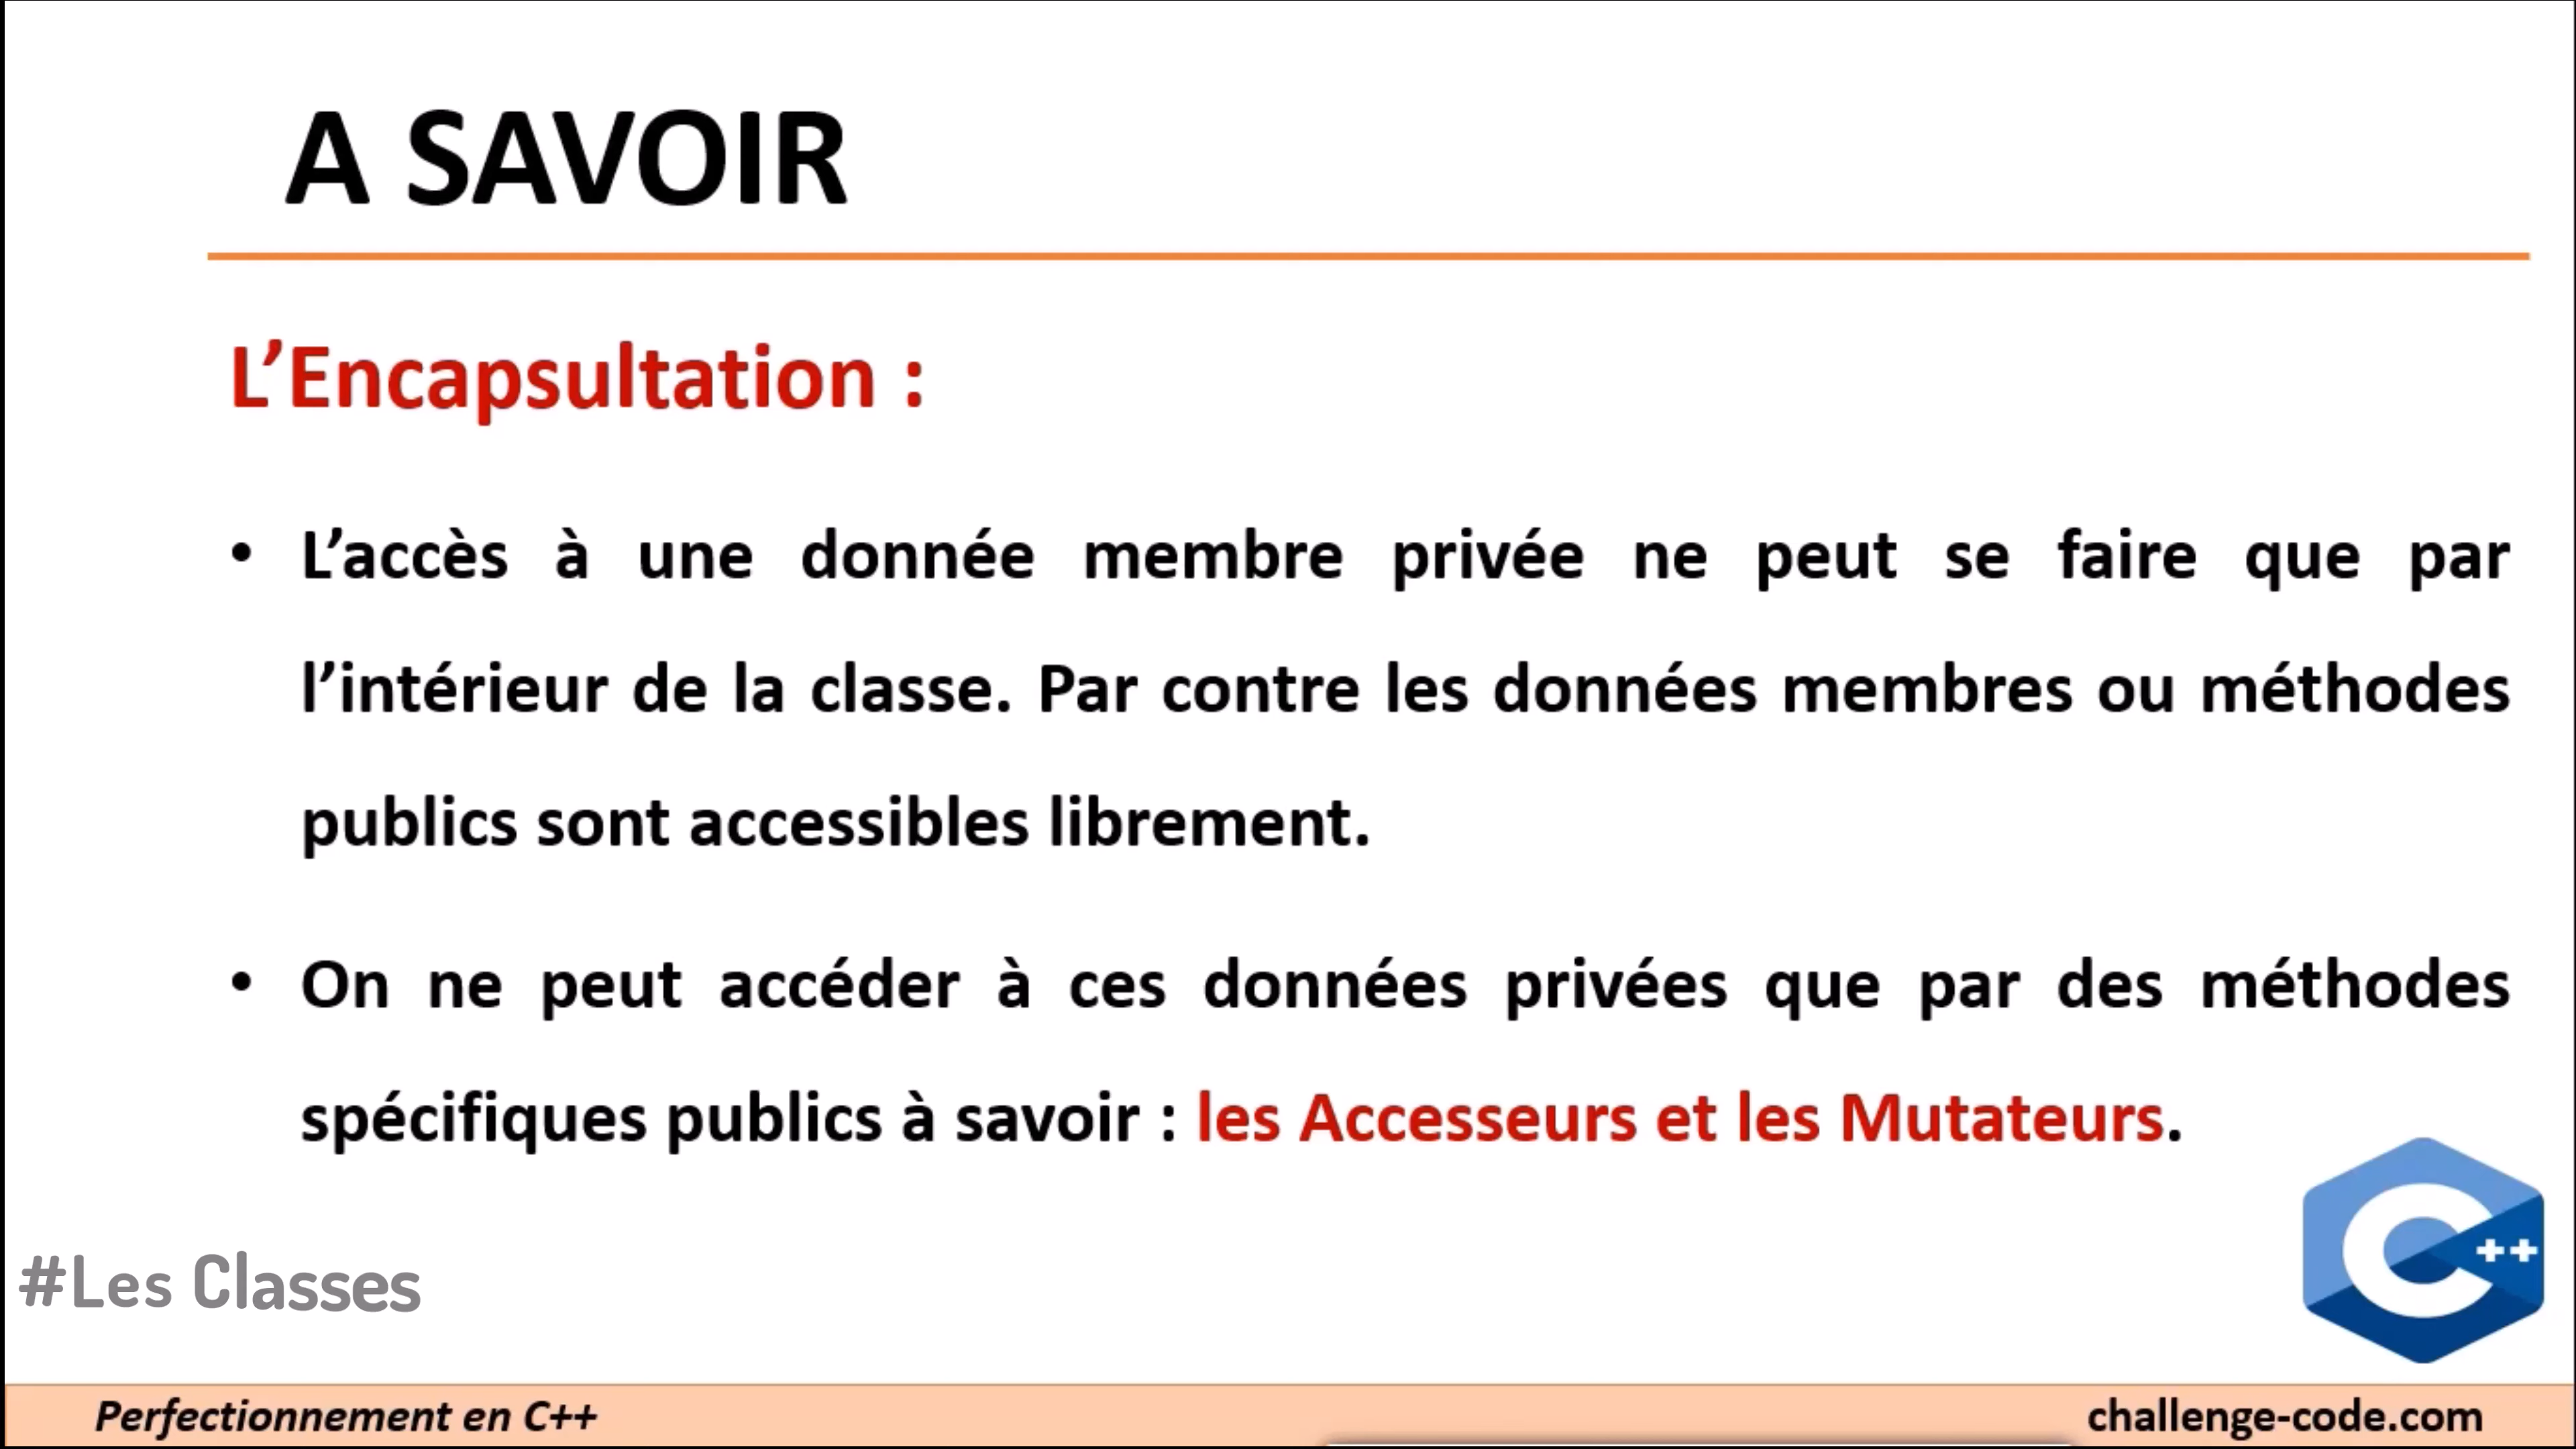 A SAVOIR
L’Encapsultation :
• L’accès à une donnée membre privée ne peut se faire que par
l’intérieur de la classe. Par contre les données membres ou méthodes
publics sont accessibles librement.
• On ne peut accéder à ces données privées que par des méthodes
spécifiques publics à savoir : les Accesseurs et les Mutateurs.
#Les Classes
C++
Perfectionnement en C++
challenge-code.com